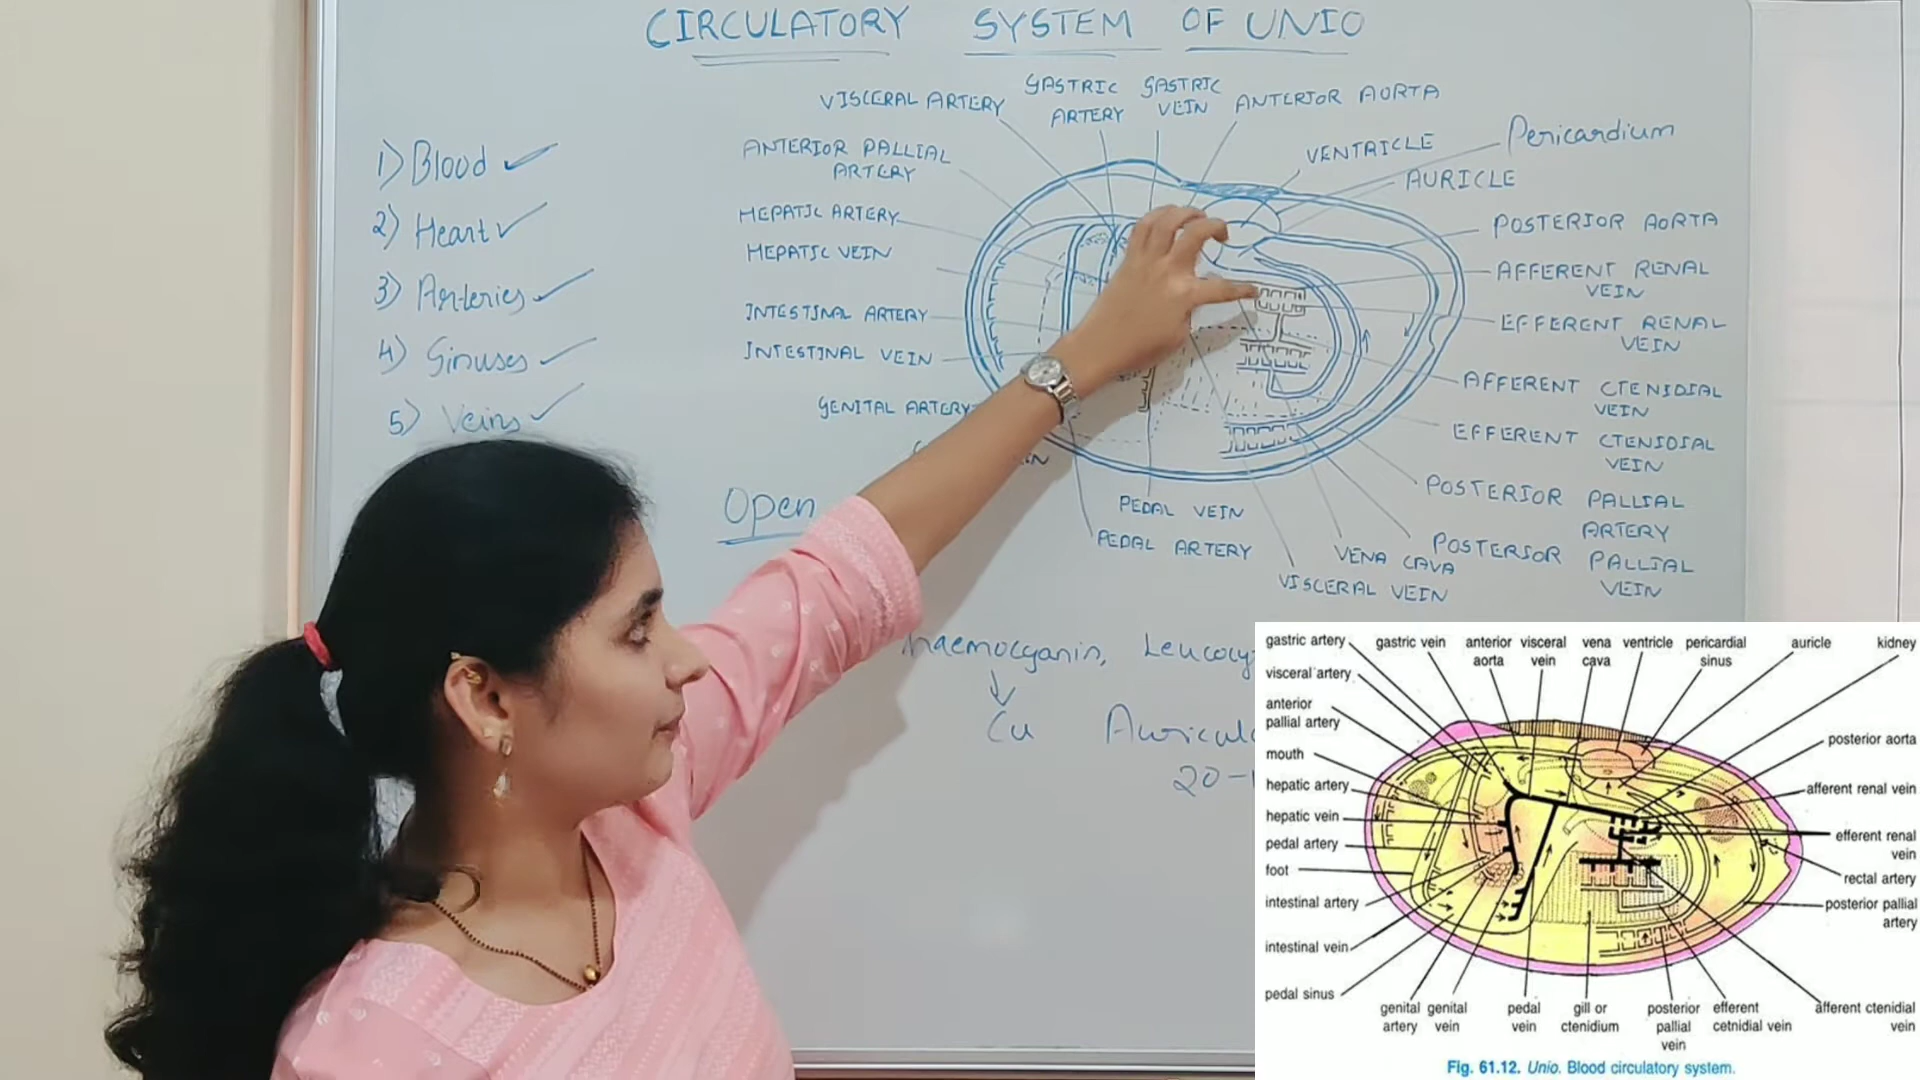 CIRCULATORY SYSTEM OF UNIO
1) Blood ✓
2) Heart ✓
3) Arteries ✓
4) Sinuses ✓
5) Veins ✓
VISCERAL ARTERY
GASTRIC
ARTERY
GASTRIC
VEIN
ANTERIOR AORTA
VENTRICLE
Pericardium
AURICLE
ANTERIOR PALLIAL
ARTERY
HEPATIC ARTERY
HEPATIC VEIN
INTESTINAL ARTERY
INTESTINAL VEIN
GENITAL ARTERY
POSTERIOR AORTA
AFFERENT RENAL
VEIN
EFFERENT RENAL
VEIN
AFFERENT CTENIDIAL
VEIN
EFFERENT CTENIDIAL
VEIN
POSTERIOR PALLIAL
ARTERY
POSTERIOR PALLIAL
VEIN
VENA CAVA
VISCERAL VEIN
PEDAL VEIN
PEDAL ARTERY
Open
haemocyanin,
Cu
gastric artery
gastric vein
anterior
aorta
visceral
vein
vena
cava
ventricle
pericardial
sinus
auricle
kidney
visceral artery
anterior
pallial artery
mouth
hepatic artery
hepatic vein
pedal artery
foot
intestinal artery
intestinal vein
pedal sinus
posterior aorta
afferent renal vein
efferent renal
vein
rectal artery
posterior pallial
artery
genital
artery
genital
vein
pedal
vein
gill or
ctenidium
posterior
pallial
vein
efferent
cetnidial vein
afferent ctenidial
vein
Fig. 61.12. Unio. Blood circulatory system.